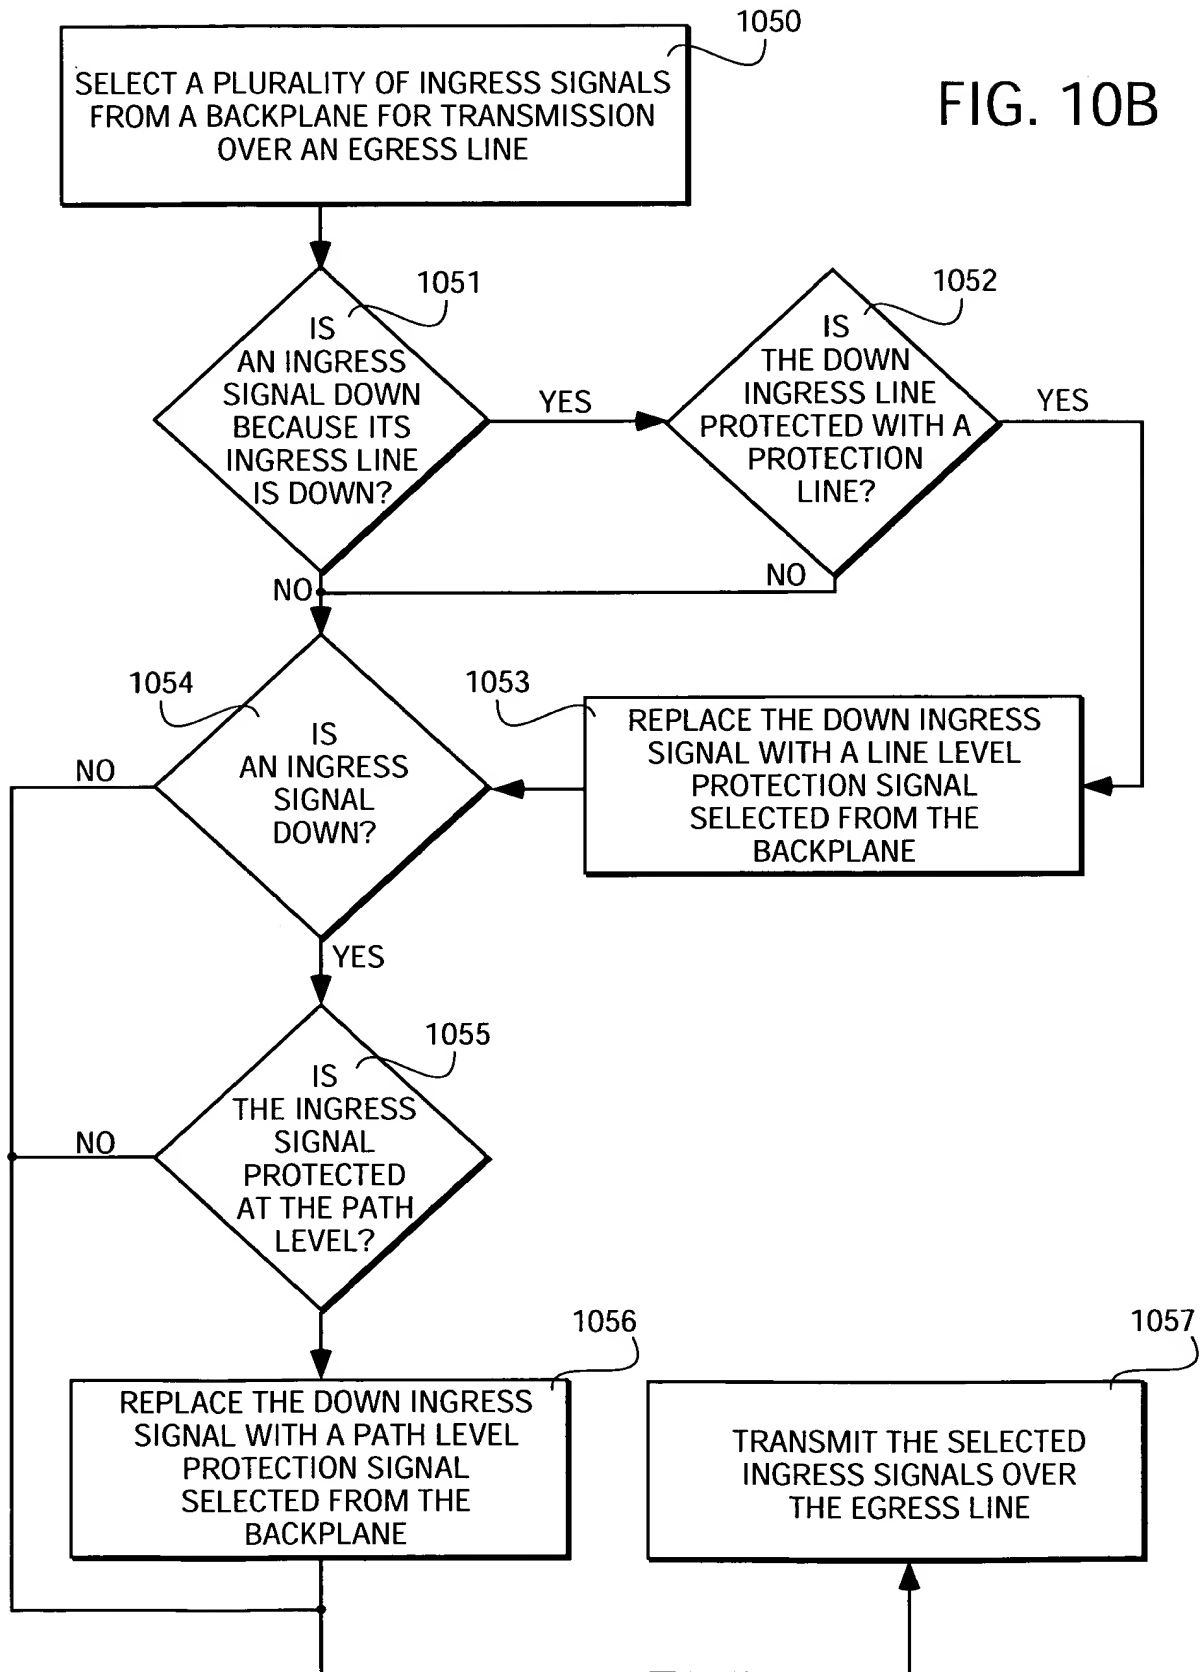 1050
SELECT A PLURALITY OF INGRESS SIGNALS
FROM A BACKPLANE FOR TRANSMISSION
OVER AN EGRESS LINE
FIG. 10B
1051
IS
AN INGRESS
SIGNAL DOWN
BECAUSE ITS
INGRESS LINE
IS DOWN?
YES
1052
IS
THE DOWN
INGRESS LINE
PROTECTED WITH A
PROTECTION
LINE?
YES
NO
NO
1054
IS
AN INGRESS
SIGNAL
DOWN?
NO
1053
REPLACE THE DOWN INGRESS
SIGNAL WITH A LINE LEVEL
PROTECTION SIGNAL
SELECTED FROM THE
BACKPLANE
YES
1055
IS
THE INGRESS
SIGNAL
PROTECTED
AT THE PATH
LEVEL?
NO
1056
REPLACE THE DOWN INGRESS
SIGNAL WITH A PATH LEVEL
PROTECTION SIGNAL
SELECTED FROM THE
BACKPLANE
1057
TRANSMIT THE SELECTED
INGRESS SIGNALS OVER
THE EGRESS LINE